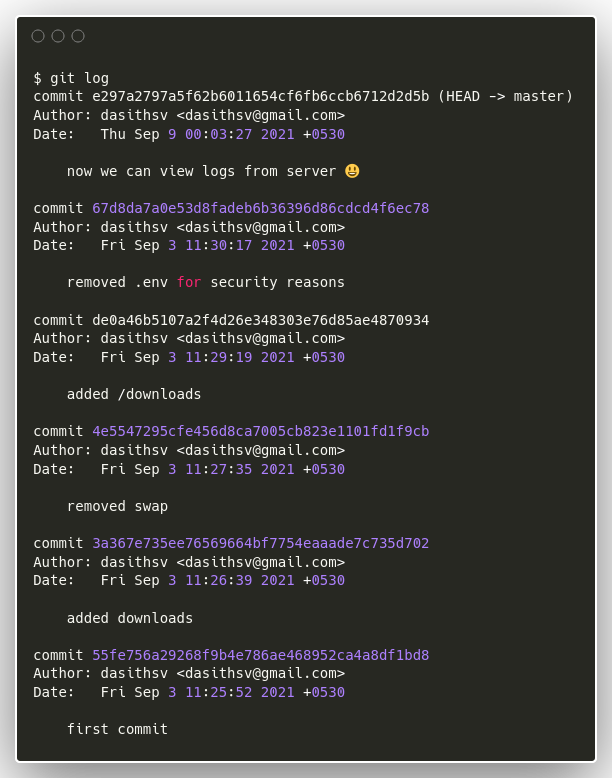 $ git log
commit e297a2797a5f62b6011654cf6fb6ccb6712d2d5b (HEAD -> master)
Author: dasithsv <dasithsv@gmail.com>
Date:   Thu Sep 9 00:03:27 2021 +0530
now we can view logs from server 😃
commit 67d8da7a0e53d8fadeb6b36396d86cdcd4f6ec78
Author: dasithsv <dasithsv@gmail.com>
Date:   Fri Sep 3 11:30:17 2021 +0530
removed .env for security reasons
commit de0a46b5107a2f4d26e348303e76d85ae4870934
Author: dasithsv <dasithsv@gmail.com>
Date:   Fri Sep 3 11:29:19 2021 +0530
added /downloads
commit 4e5547295cfe456d8ca7005cb823e1101fd1f9cb
Author: dasithsv <dasithsv@gmail.com>
Date:   Fri Sep 3 11:27:35 2021 +0530
removed swap
commit 3a367e735ee76569664bf7754eaaade7c735d702
Author: dasithsv <dasithsv@gmail.com>
Date:   Fri Sep 3 11:26:39 2021 +0530
added downloads
commit 55fe756a29268f9b4e786ae468952ca4a8df1bd8
Author: dasithsv <dasithsv@gmail.com>
Date:   Fri Sep 3 11:25:52 2021 +0530
first commit